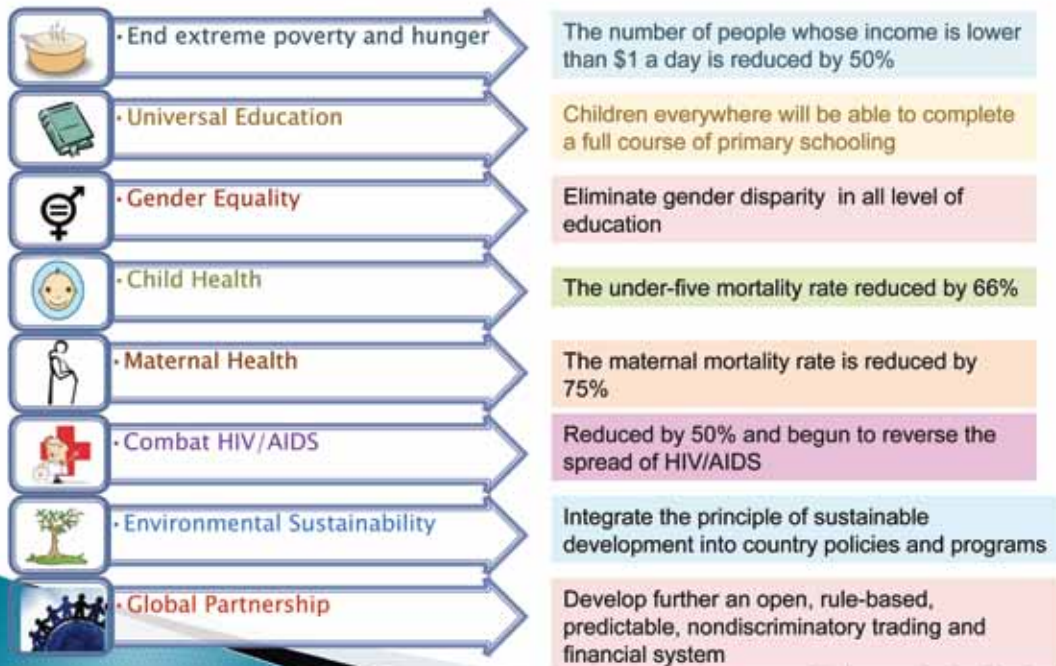 · End extreme poverty and hunger
The number of people whose income is lower
than $1 a day is reduced by 50%
· Universal Education
Children everywhere will be able to complete
a full course of primary schooling
· Gender Equality
Eliminate gender disparity in all level of
education
· Child Health
The under-five mortality rate reduced by 66%
· Maternal Health
The maternal mortality rate is reduced by
75%
· Combat HIV/AIDS
Reduced by 50% and begun to reverse the
spread of HIV/AIDS
· Environmental Sustainability
Integrate the principle of sustainable
development into country policies and programs
· Global Partnership
Develop further an open, rule-based,
predictable, nondiscriminatory trading and
financial system